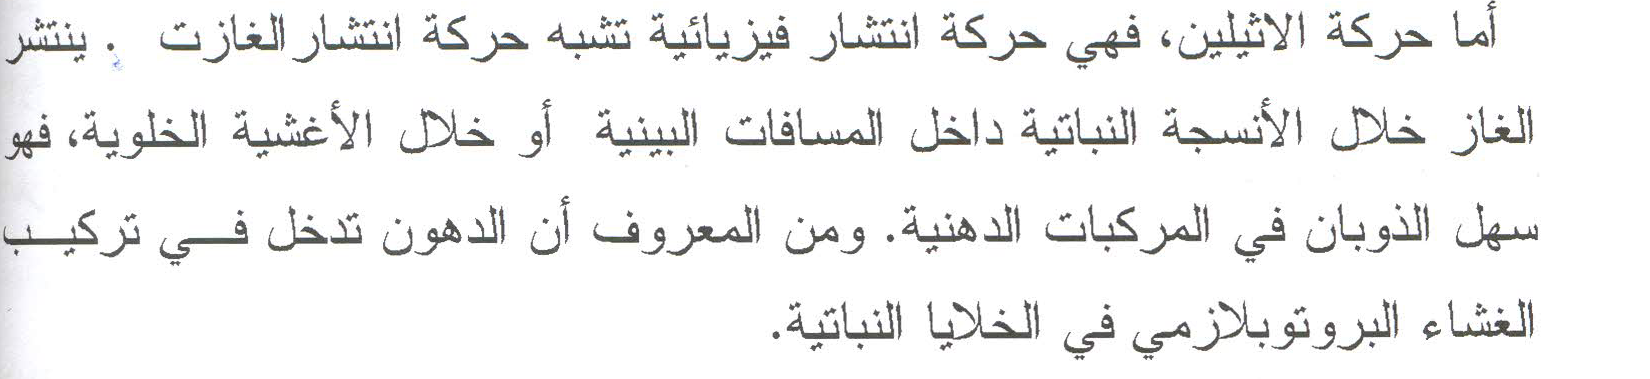 أما حركة الاثيلين، فهي حركة انتشار فيزيائية تشبه حركة انتشار الغازت . ينتشر
الغاز خلال الأنسجة النباتية داخل المسافات البينية أو خلال الأغشية الخلوية، فهو
سهل الذوبان في المركبات الدهنية. ومن المعروف أن الدهون تدخل فــي تركيــب
الغشاء البروتوبلازمي في الخلايا النباتية.